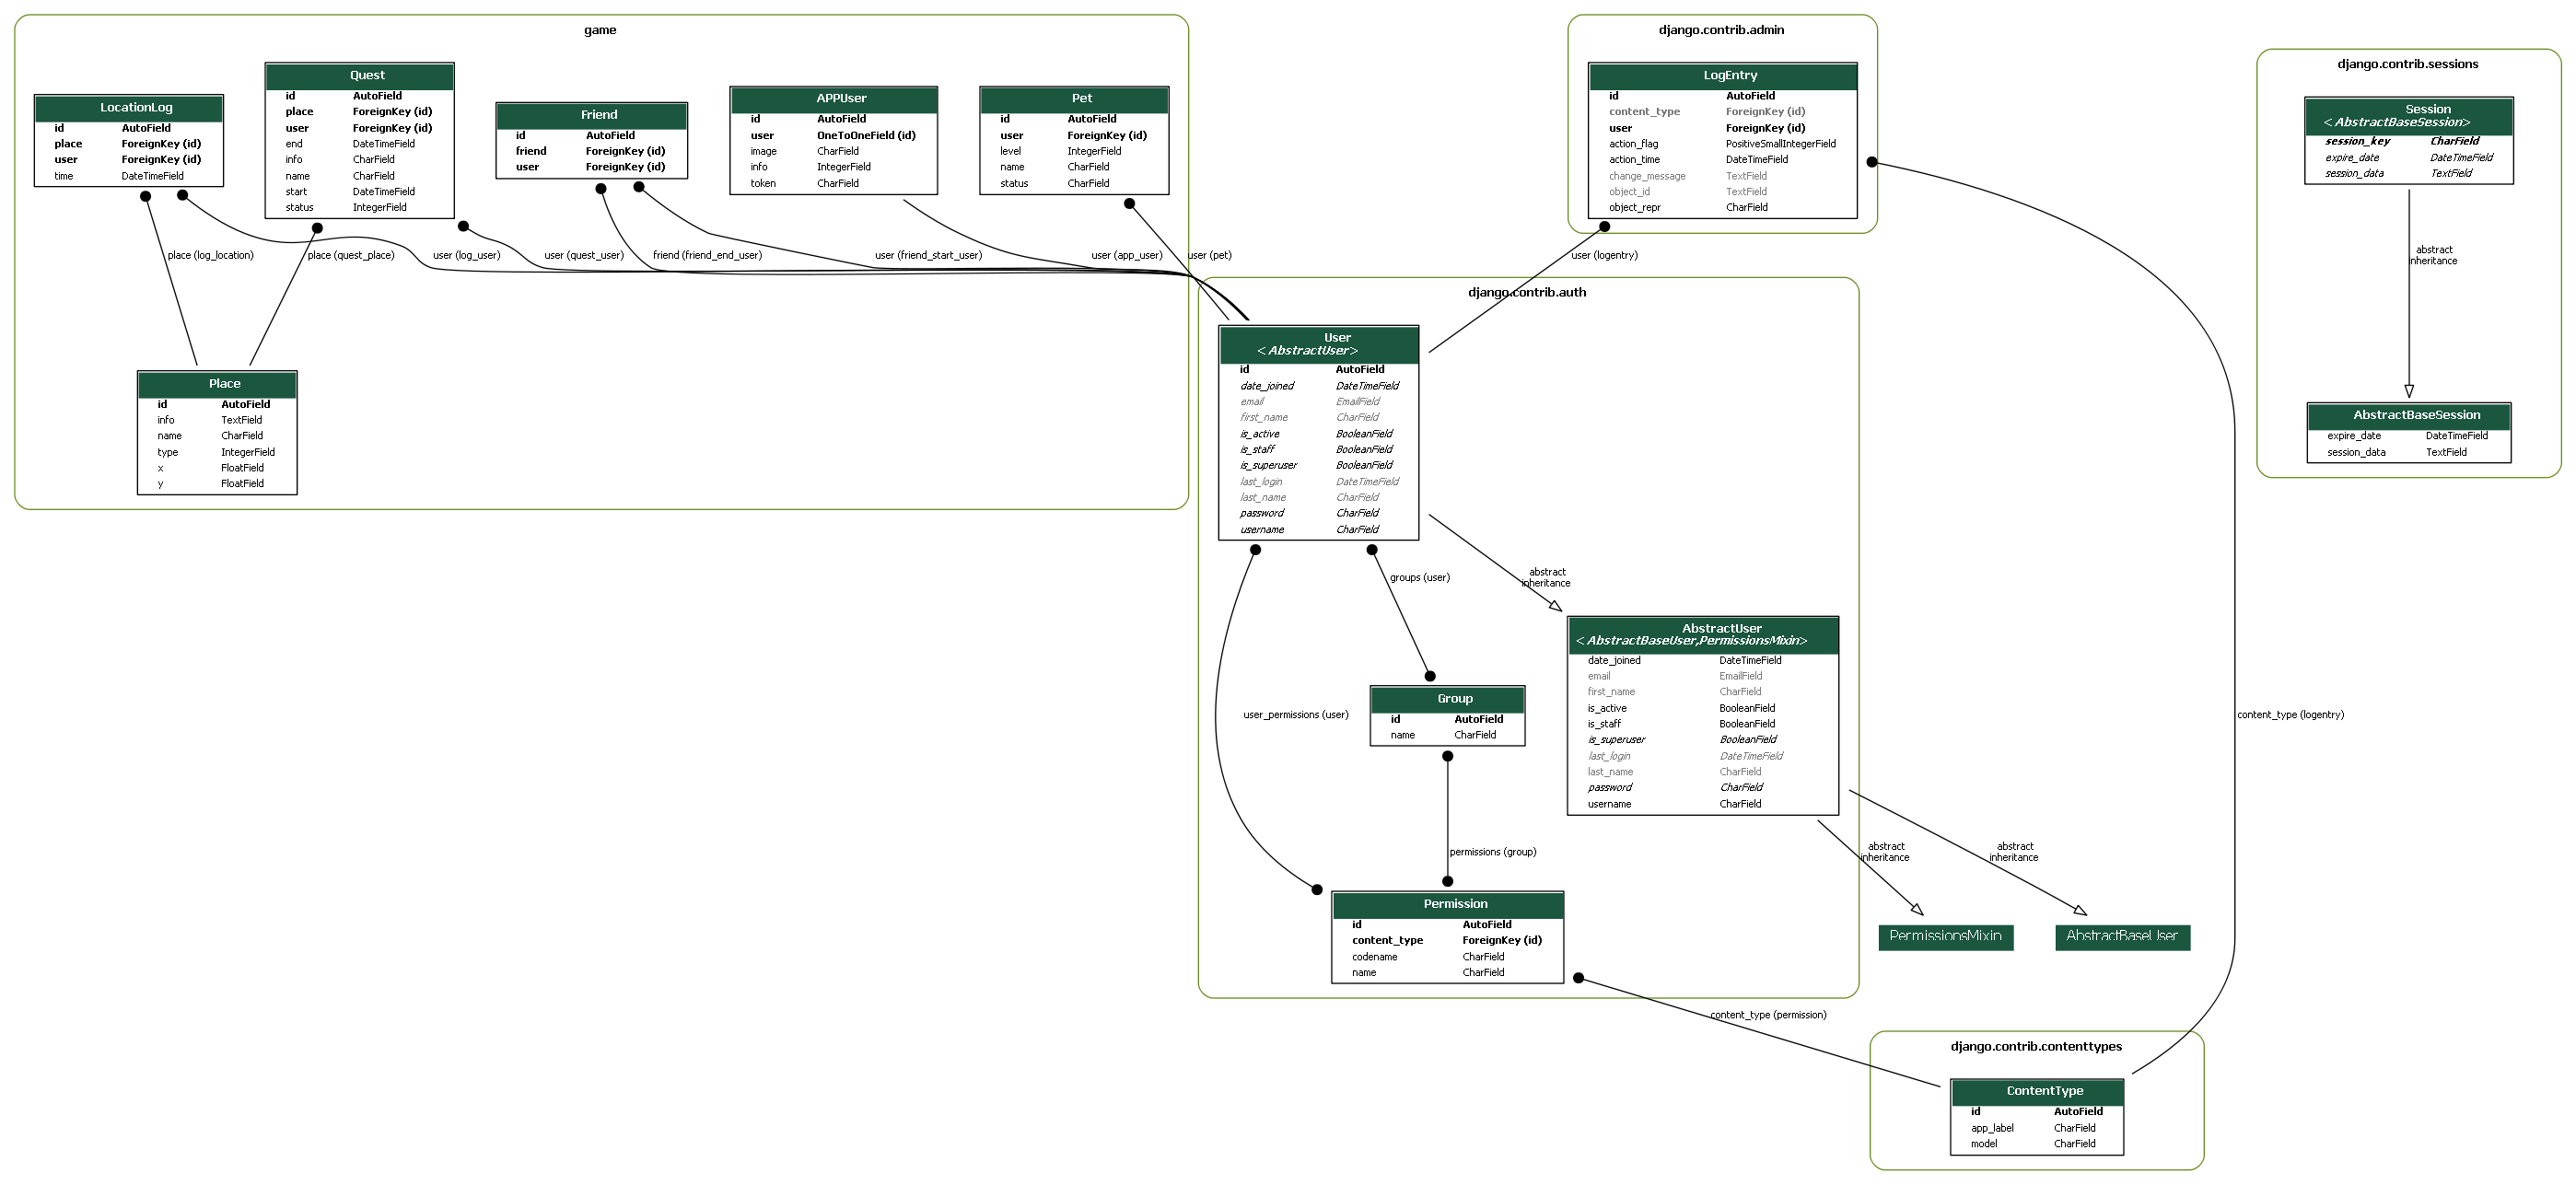 game
LocationLog
id AutoField
place ForeignKey (id)
user ForeignKey (id)
time DateTimeField
Quest
id AutoField
place ForeignKey (id)
user ForeignKey (id)
end DateTimeField
info CharField
name CharField
start DateTimeField
status IntegerField
Friend
id AutoField
friend ForeignKey (id)
user ForeignKey (id)
APPUser
id AutoField
user OneToOneField (id)
image CharField
info IntegerField
token CharField
Pet
id AutoField
user ForeignKey (id)
level IntegerField
name CharField
status CharField
place (log_location)
place (quest_place)
user (log_user)
user (quest_user)
friend (friend_end_user)
user (friend_start_user)
user (app_user)
user (pet)
Place
id AutoField
info TextField
name CharField
type IntegerField
x FloatField
y FloatField
django.contrib.admin
LogEntry
id AutoField
content_type ForeignKey (id)
user ForeignKey (id)
action_flag PositiveSmallIntegerField
action_time DateTimeField
change_message TextField
object_id TextField
object_repr CharField
user (logentry)
django.contrib.sessions
Session
<AbstractBaseSession>
session_key CharField
expire_date DateTimeField
session_data TextField
abstract
inheritance
AbstractBaseSession
expire_date DateTimeField
session_data TextField
django.contrib.auth
User
<AbstractUser>
id AutoField
date_joined DateTimeField
email EmailField
first_name CharField
is_active BooleanField
is_staff BooleanField
is_superuser BooleanField
last_login DateTimeField
last_name CharField
password CharField
username CharField
groups (user)
abstract
inheritance
user_permissions (user)
AbstractUser
<AbstractBaseUser,PermissionsMixin>
date_joined DateTimeField
email EmailField
first_name CharField
is_active BooleanField
is_staff BooleanField
is_superuser BooleanField
last_login DateTimeField
last_name CharField
password CharField
username CharField
Group
id AutoField
name CharField
content_type (logentry)
permissions (group)
abstract
inheritance
abstract
inheritance
Permission
id AutoField
content_type ForeignKey (id)
codename CharField
name CharField
PermissionsMixin
AbstractBaseUser
content_type (permission)
django.contrib.contenttypes
ContentType
id AutoField
app_label CharField
model CharField